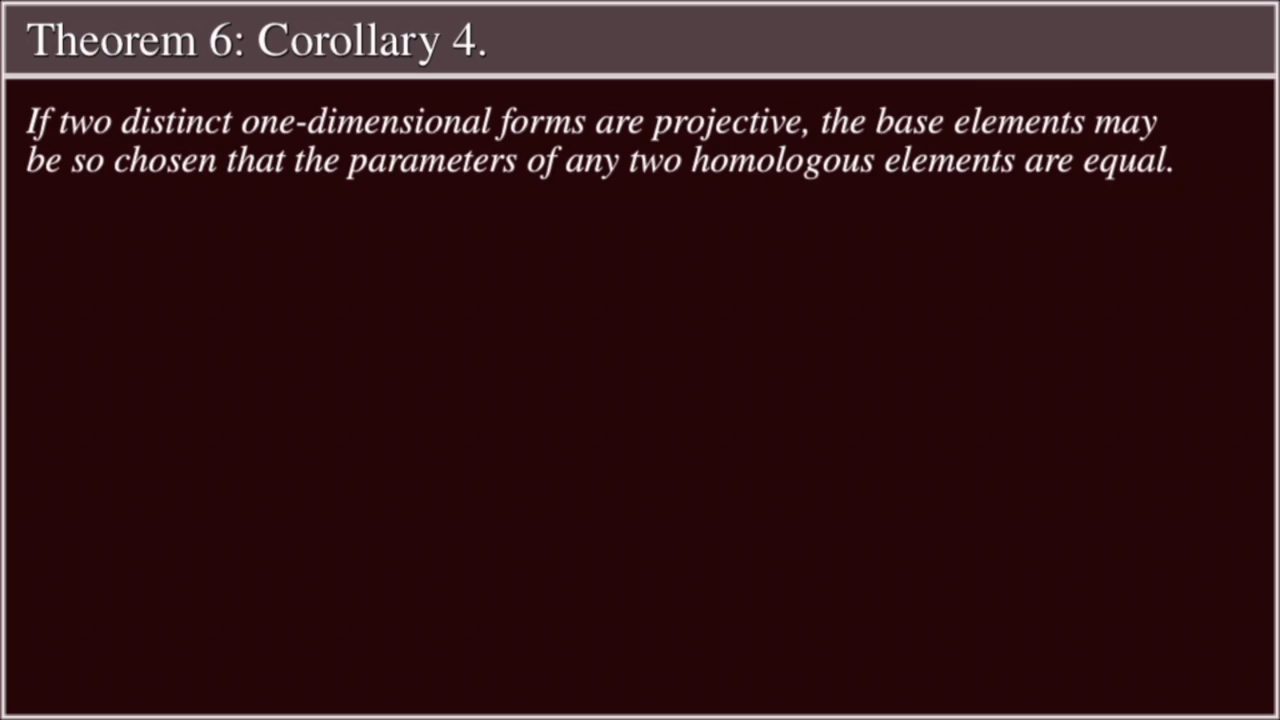 Theorem 6: Corollary 4.
If two distinct one-dimensional forms are projective, the base elements may
be so chosen that the parameters of any two homologous elements are equal.